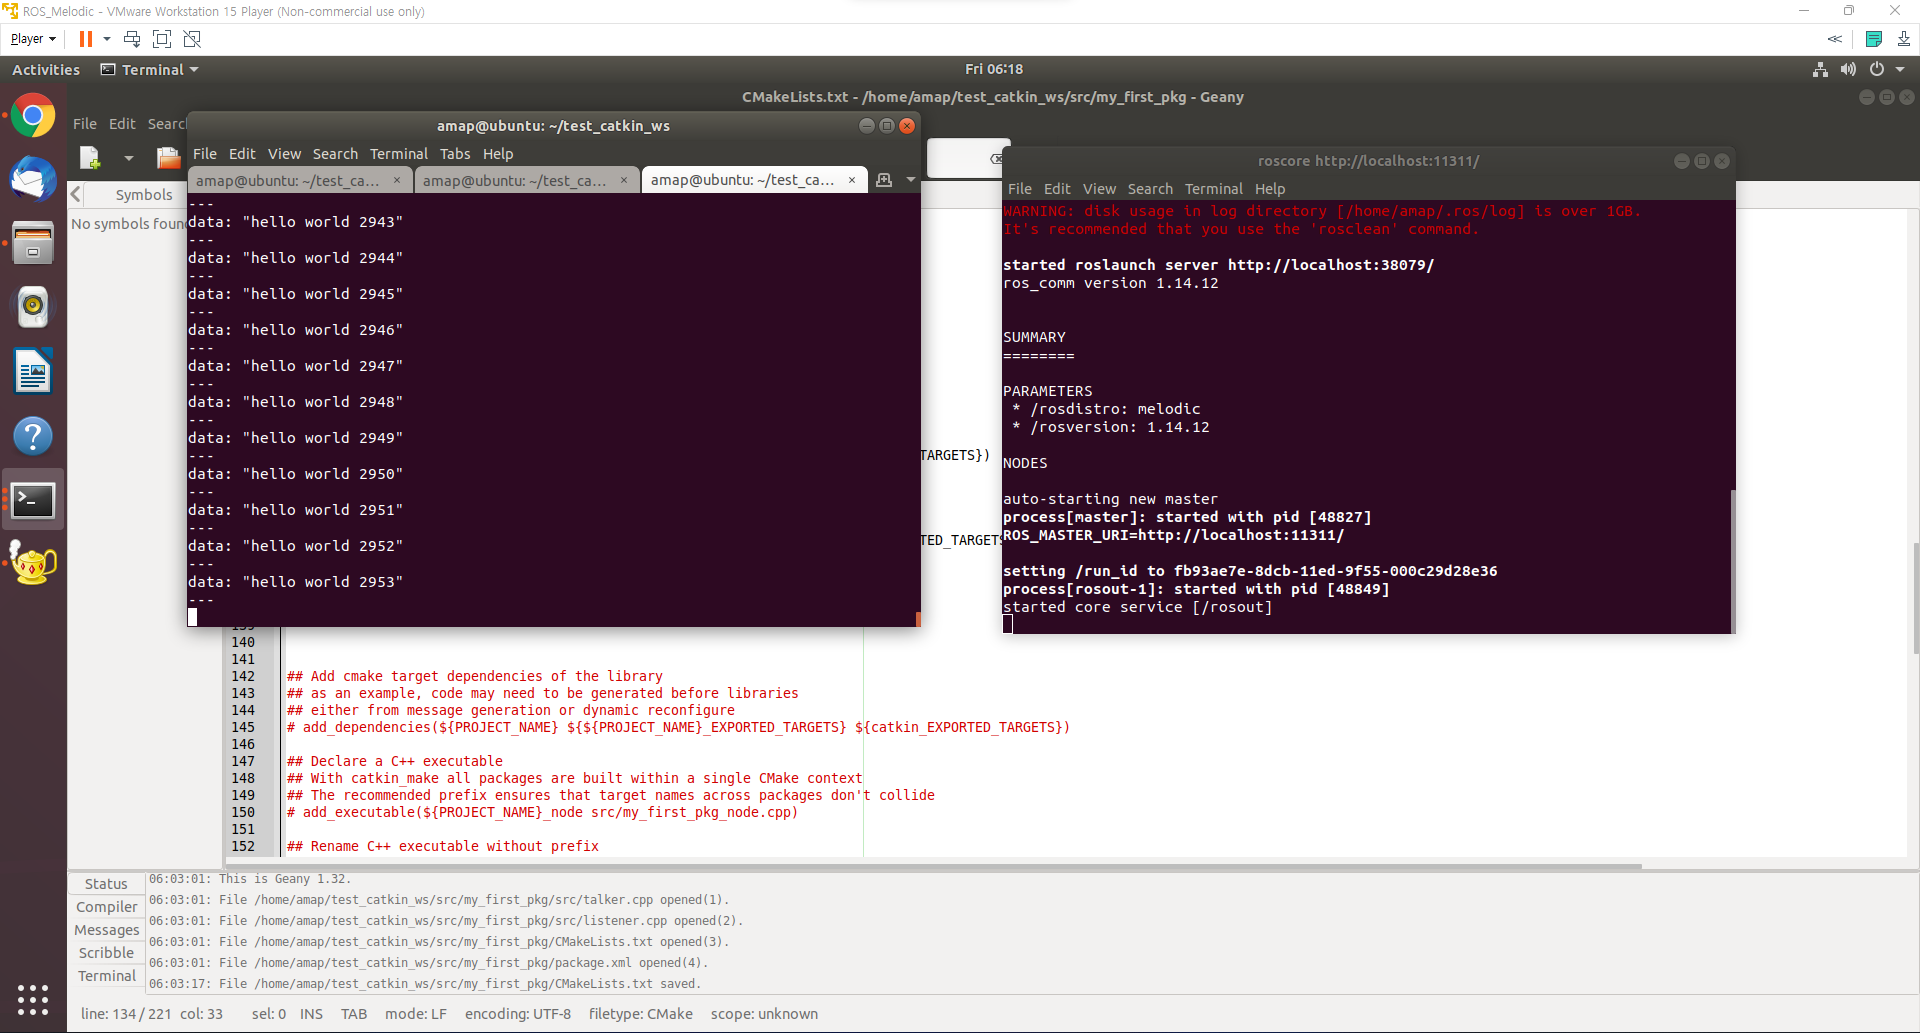 ROS_Melodic - VMware Workstation 15 Player (Non-commercial use only)
Player
Activities
Terminal
Fri 06:18
CMakeLists.txt - /home/amap/test_catkin_ws/src/my_first_pkg - Geany
File Edit Searc
Symbols
No symbols foun
amap@ubuntu: ~/test_catkin_ws
File Edit View Search Terminal Tabs Help
amap@ubuntu: ~/test_ca...
amap@ubuntu: ~/test_ca...
amap@ubuntu: ~/test_ca...
---
data: "hello world 2943"
---
data: "hello world 2944"
---
data: "hello world 2945"
---
data: "hello world 2946"
---
data: "hello world 2947"
---
data: "hello world 2948"
---
data: "hello world 2949"
---
data: "hello world 2950"
---
data: "hello world 2951"
---
data: "hello world 2952"
---
data: "hello world 2953"
---
TARGETS})
TED_TARGETS
roscore http://localhost:11311/
File Edit View Search Terminal Help
WARNING: disk usage in log directory [/home/amap/.ros/log] is over 1GB.
It's recommended that you use the 'rosclean' command.
started roslaunch server http://localhost:38079/
ros_comm version 1.14.12
SUMMARY
========
PARAMETERS
* /rosdistro: melodic
* /rosversion: 1.14.12
NODES
auto-starting new master
process[master]: started with pid [48827]
ROS_MASTER_URI=http://localhost:11311/
setting /run_id to fb93ae7e-8dcb-11ed-9f55-000c29d28e36
process[rosout-1]: started with pid [48849]
started core service [/rosout]
139
140
141
142 ## Add cmake target dependencies of the library
143 ## as an example, code may need to be generated before libraries
144 ## either from message generation or dynamic reconfigure
145 # add_dependencies(${PROJECT_NAME} ${${PROJECT_NAME}_EXPORTED_TARGETS} ${catkin_EXPORTED_TARGETS})
146
147 ## Declare a C++ executable
148 ## With catkin_make all packages are built within a single CMake context
149 ## The recommended prefix ensures that target names across packages don't collide
150 # add_executable(${PROJECT_NAME}_node src/my_first_pkg_node.cpp)
151
152 ## Rename C++ executable without prefix
Status
Compiler
Messages
Scribble
Terminal
06:03:01: This is Geany 1.32.
06:03:01: File /home/amap/test_catkin_ws/src/my_first_pkg/src/talker.cpp opened(1).
06:03:01: File /home/amap/test_catkin_ws/src/my_first_pkg/src/listener.cpp opened(2).
06:03:01: File /home/amap/test_catkin_ws/src/my_first_pkg/CMakeLists.txt opened(3).
06:03:01: File /home/amap/test_catkin_ws/src/my_first_pkg/package.xml opened(4).
06:03:17: File /home/amap/test_catkin_ws/src/my_first_pkg/CMakeLists.txt saved.
line: 134 / 221 col: 33 sel: 0 INS TAB mode: LF encoding: UTF-8 filetype: CMake scope: unknown